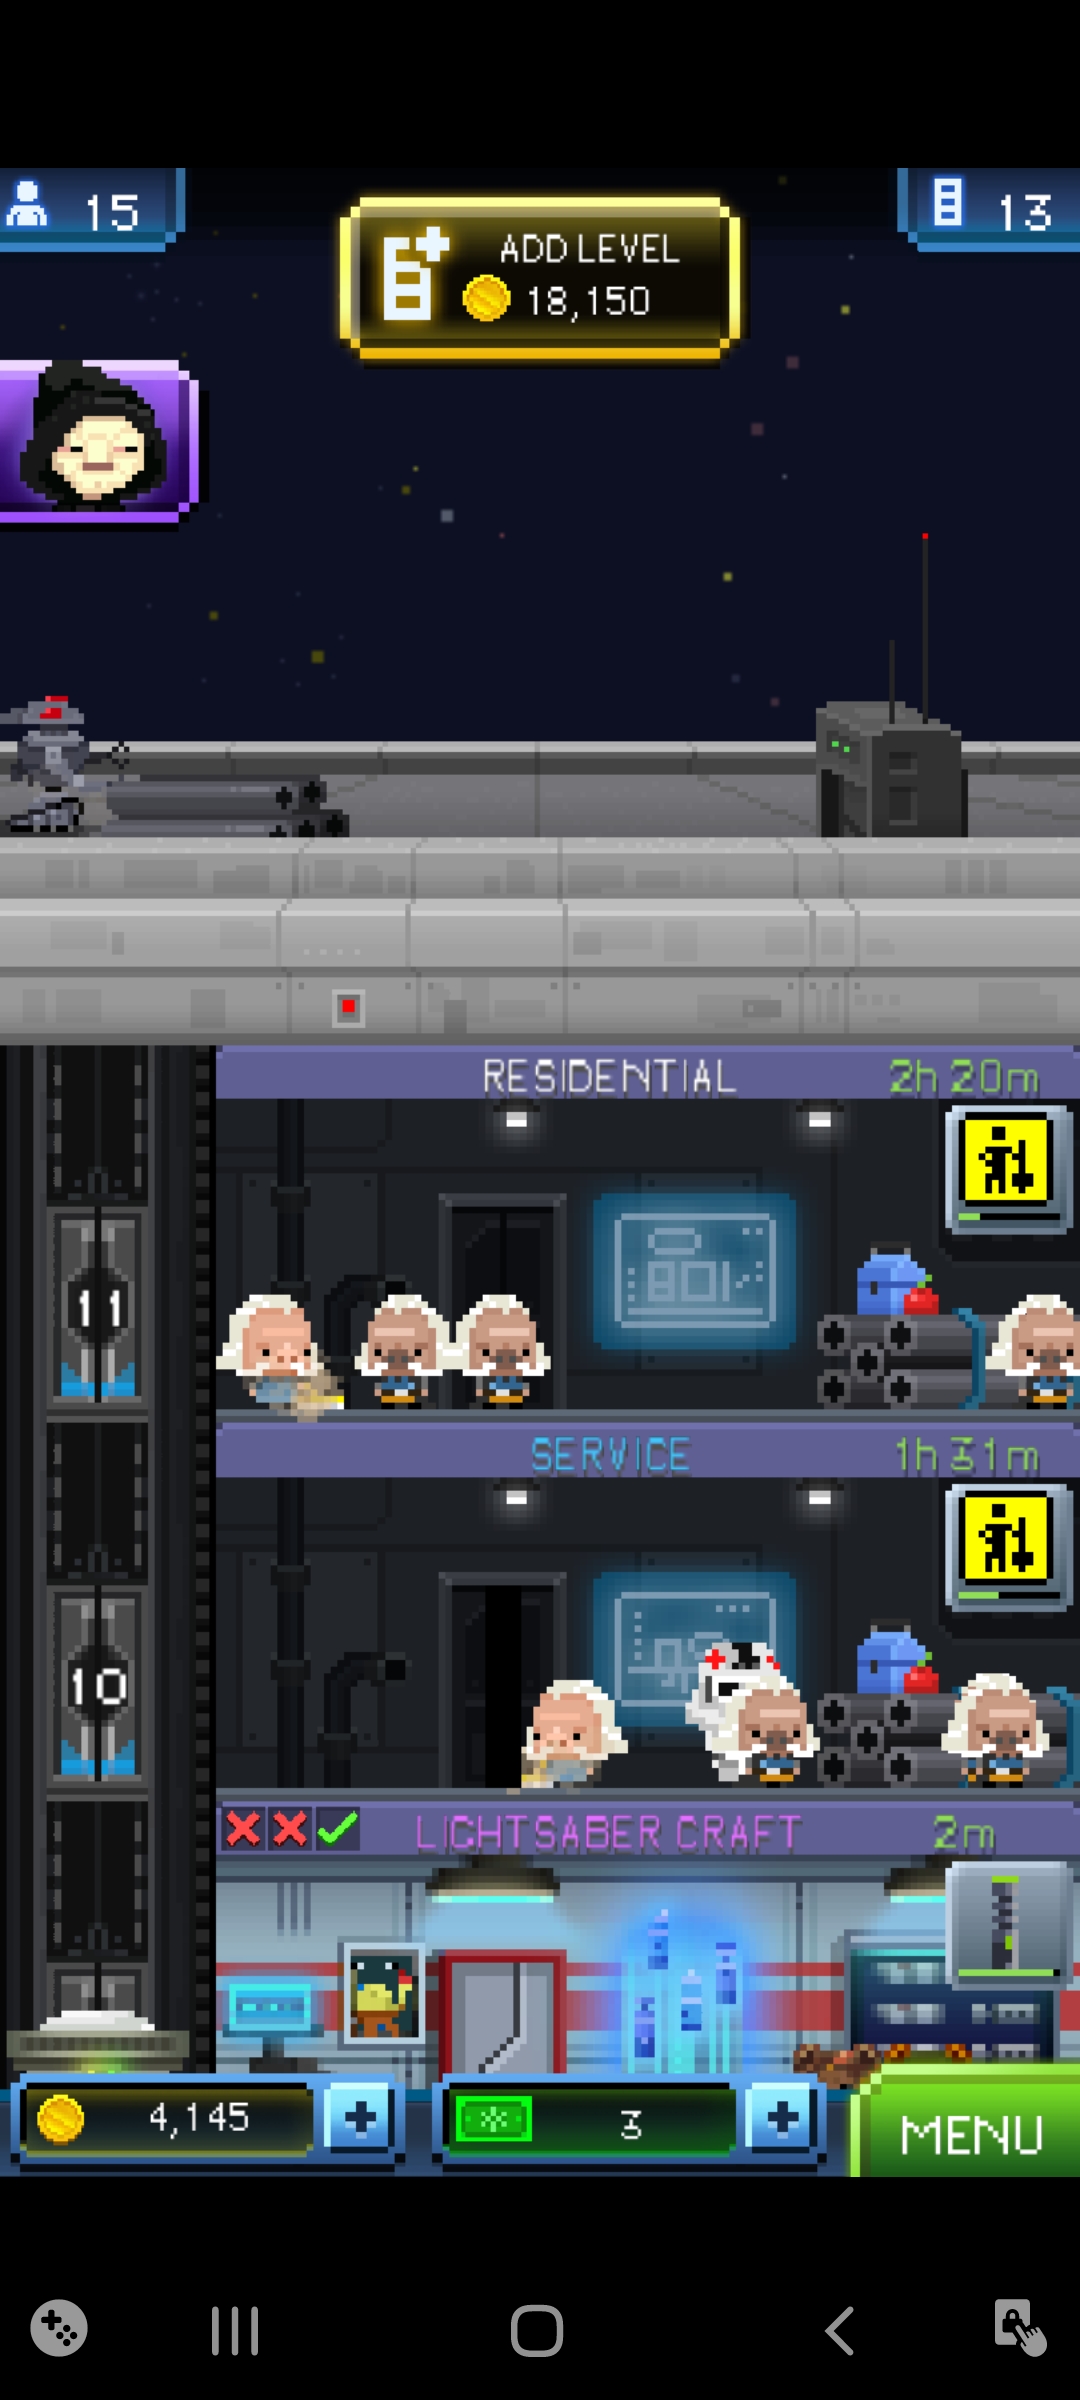 15
ADD LEVEL
18,150
13
RESIDENTIAL 2h 20m
11
SERVICE 1h 31m
10
LIGHTSABER CRAFT 2m
4,145
3
MENU